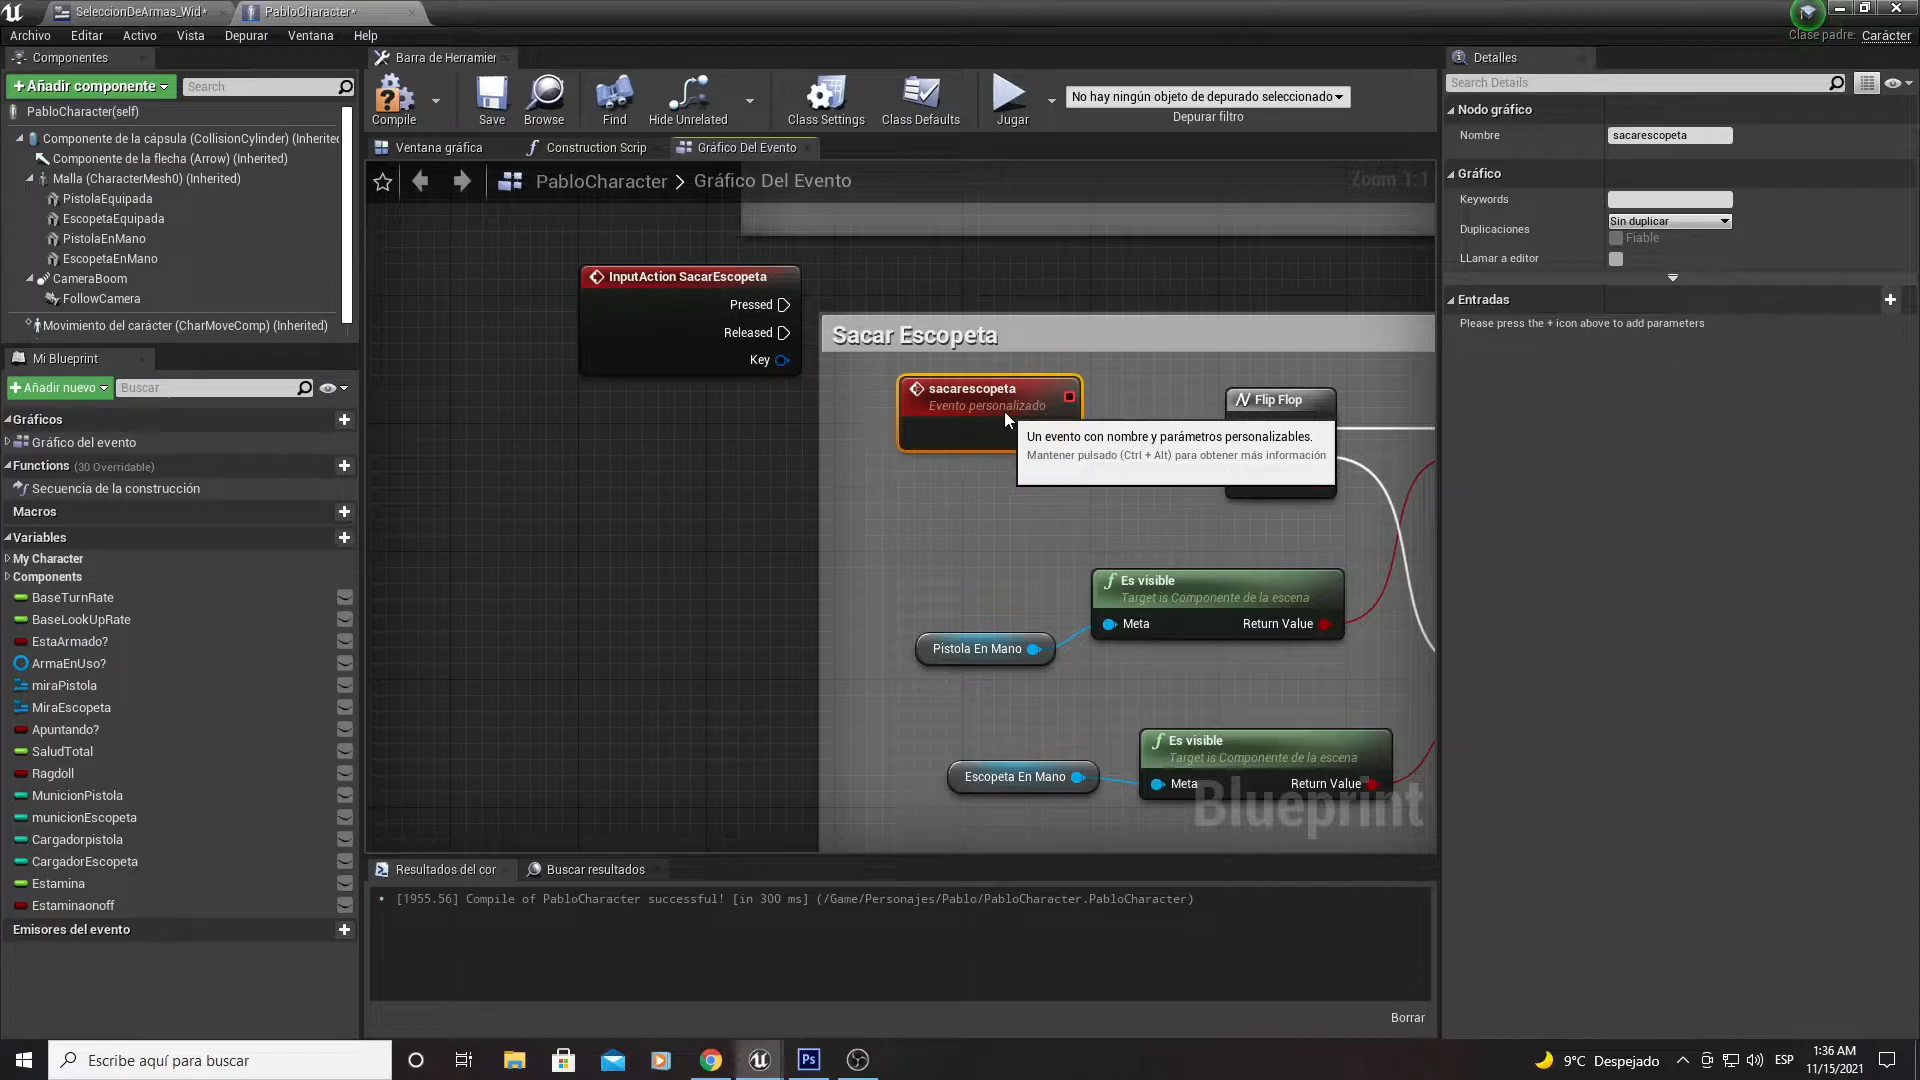 SeleccionDeArmas_Wid*
PabloCharacter*
Archivo Editar Activo Vista Depurar Ventana Help
Clase padre: Carácter
Componentes
+ Añadir componente
Search
PabloCharacter(self)
Componente de la cápsula (CollisionCylinder) (Inherited
Componente de la flecha (Arrow) (Inherited)
Malla (CharacterMesh0) (Inherited)
PistolaEquipada
EscopetaEquipada
PistolaEnMano
EscopetaEnMano
CameraBoom
FollowCamera
Movimiento del carácter (CharMoveComp) (Inherited)
Mi Blueprint
+ Añadir nuevo
Buscar
Gráficos
Gráfico del evento
Functions (30 Overridable)
Secuencia de la construcción
Macros
Variables
My Character
Components
BaseTurnRate
BaseLookUpRate
EstaArmado?
ArmaEnUso?
miraPistola
MiraEscopeta
Apuntando?
SaludTotal
Ragdoll
MunicionPistola
municionEscopeta
Cargadorpistola
CargadorEscopeta
Estamina
Estaminaonoff
Emisores del evento
Barra de Herramier
Compile
Save
Browse
Find
Hide Unrelated
Class Settings
Class Defaults
Jugar
No hay ningún objeto de depurado seleccionado
Depurar filtro
Ventana gráfica
Construction Scrip
Gráfico Del Evento
PabloCharacter > Gráfico Del Evento
Zoom 1:1
InputAction SacarEscopeta
Pressed
Released
Key
Sacar Escopeta
sacarescopeta
Evento personalizado
Flip Flop
Un evento con nombre y parámetros personalizables.
Mantener pulsado (Ctrl + Alt) para obtener más información
Es visible
Target is Componente de la escena
Meta
Return Value
Pistola En Mano
Es visible
Target is Componente de la escena
Escopeta En Mano
Meta
Return Value
Blueprint
Resultados del cor
Buscar resultados
[1955.56] Compile of PabloCharacter successful! [in 300 ms] (/Game/Personajes/Pablo/PabloCharacter.PabloCharacter)
Borrar
Detalles
Search Details
Nodo gráfico
Nombre
sacarescopeta
Gráfico
Keywords
Duplicaciones
Sin duplicar
Fiable
LLamar a editor
Entradas
Please press the + icon above to add parameters
Escribe aquí para buscar
Ps
9°C Despejado
ESP
1:36 AM
11/15/2021